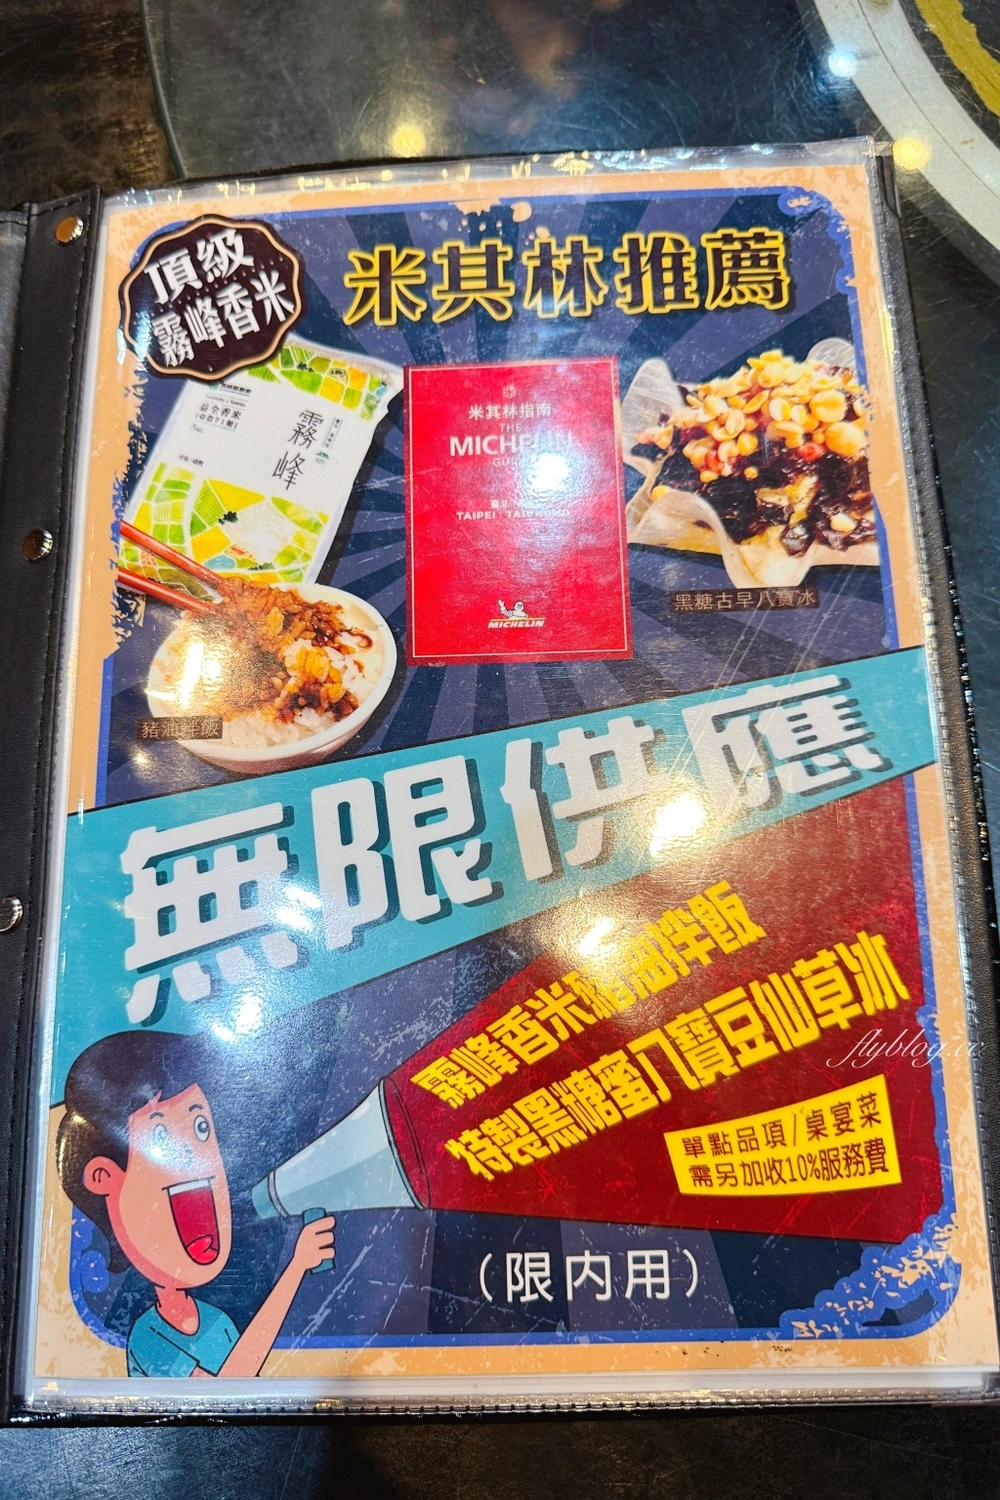 頂級
霧峰香米
米其林推薦
霧峰
益全香米
米其林指南
THE
MICHELIN
TAIPEI
MICHELIN
黑糖古早八寶冰
豬油拌飯
無限供應
霧峰香米豬油拌飯
特製黑糖蜜八寶豆仙草冰
單點品項/桌宴菜
需另加收10%服務費
(限內用)
flyblog.cc